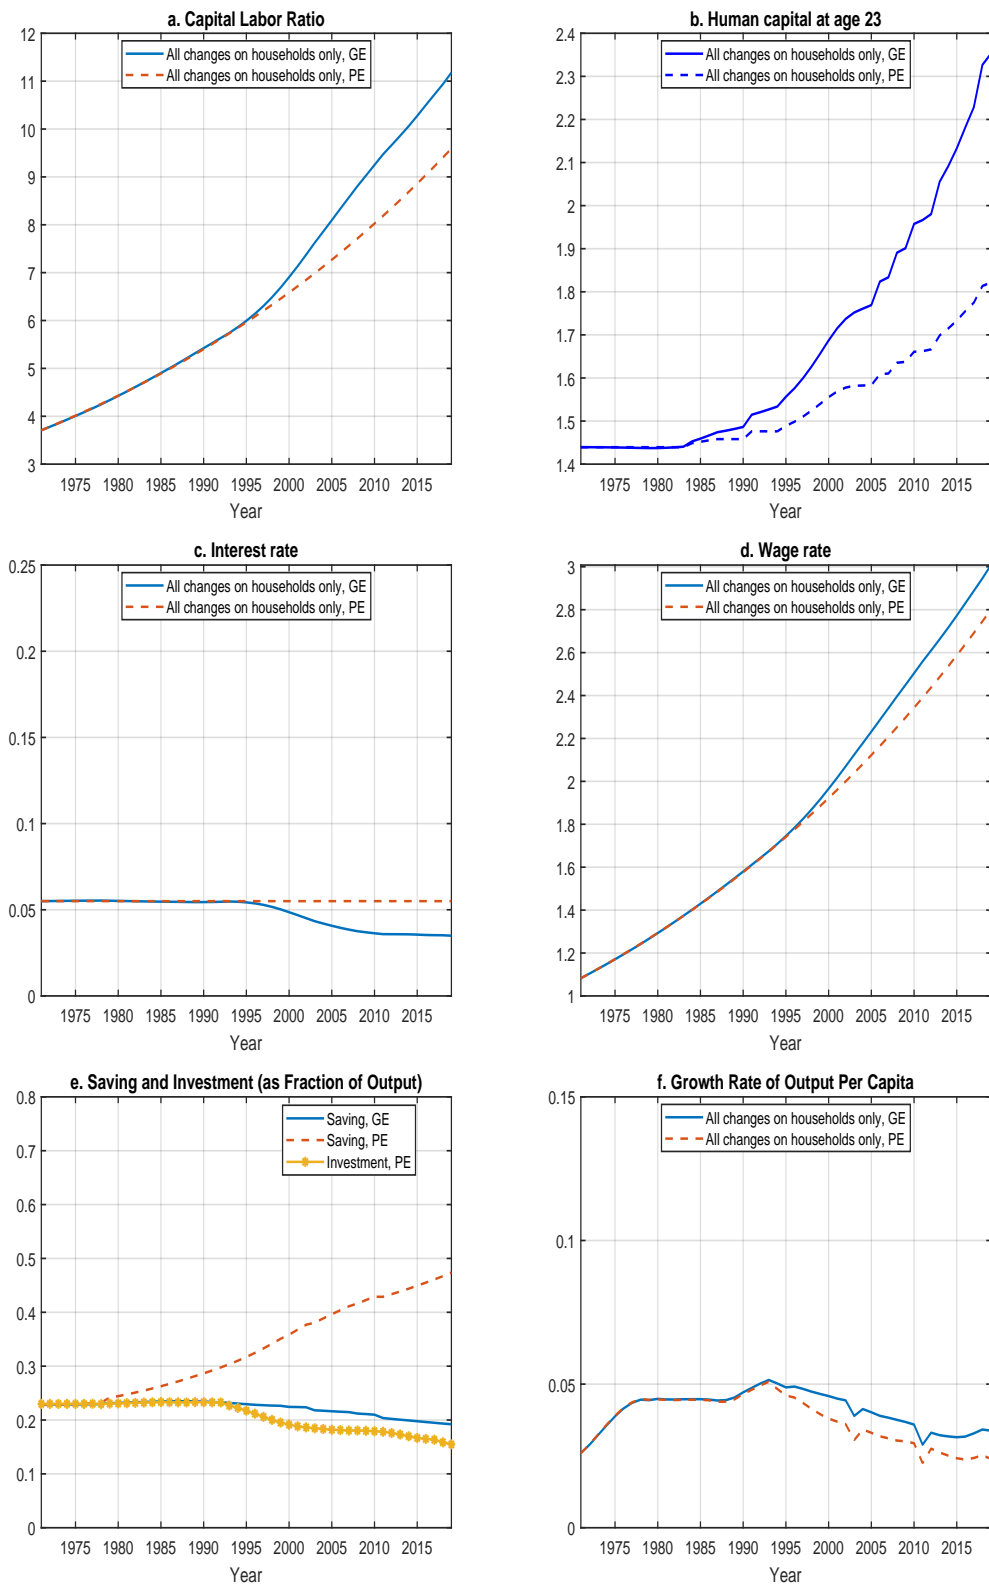 a. Capital Labor Ratio
All changes on households only, GE
All changes on households only, PE
12
11
10
9
8
7
6
5
4
3
1975 1980 1985 1990 1995 2000 2005 2010 2015
Year
b. Human capital at age 23
All changes on households only, GE
All changes on households only, PE
2.4
2.3
2.2
2.1
2
1.9
1.8
1.7
1.6
1.5
1.4
1975 1980 1985 1990 1995 2000 2005 2010 2015
Year
c. Interest rate
All changes on households only, GE
All changes on households only, PE
0.25
0.2
0.15
0.1
0.05
0
1975 1980 1985 1990 1995 2000 2005 2010 2015
Year
d. Wage rate
All changes on households only, GE
All changes on households only, PE
3
2.8
2.6
2.4
2.2
2
1.8
1.6
1.4
1.2
1
1975 1980 1985 1990 1995 2000 2005 2010 2015
Year
e. Saving and Investment (as Fraction of Output)
Saving, GE
Saving, PE
Investment, PE
0.8
0.7
0.6
0.5
0.4
0.3
0.2
0.1
0
1975 1980 1985 1990 1995 2000 2005 2010 2015
Year
f. Growth Rate of Output Per Capita
All changes on households only, GE
All changes on households only, PE
0.15
0.1
0.05
0
1975 1980 1985 1990 1995 2000 2005 2010 2015
Year